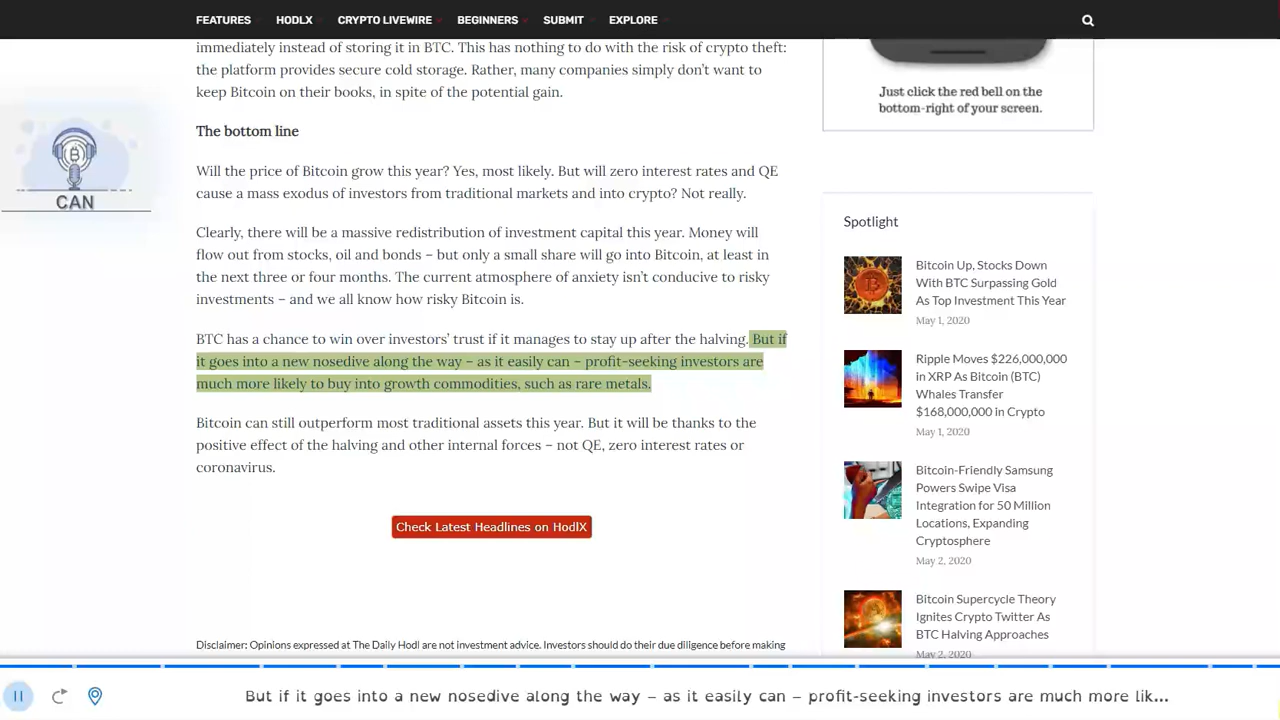 FEATURES HODLX CRYPTO LIVEWIRE BEGINNERS SUBMIT EXPLORE
immediately instead of storing it in BTC. This has nothing to do with the risk of crypto theft:
the platform provides secure cold storage. Rather, many companies simply don’t want to
keep Bitcoin on their books, in spite of the potential gain.
The bottom line
Will the price of Bitcoin grow this year? Yes, most likely. But will zero interest rates and QE
cause a mass exodus of investors from traditional markets and into crypto? Not really.
Clearly, there will be a massive redistribution of investment capital this year. Money will
flow out from stocks, oil and bonds – but only a small share will go into Bitcoin, at least in
the next three or four months. The current atmosphere of anxiety isn’t conducive to risky
investments – and we all know how risky Bitcoin is.
BTC has a chance to win over investors’ trust if it manages to stay up after the halving. But if
it goes into a new nosedive along the way – as it easily can – profit-seeking investors are
much more likely to buy into growth commodities, such as rare metals.
Bitcoin can still outperform most traditional assets this year. But it will be thanks to the
positive effect of the halving and other internal forces – not QE, zero interest rates or
coronavirus.
Check Latest Headlines on HodlX
Disclaimer: Opinions expressed at The Daily Hodl are not investment advice. Investors should do their due diligence before making
CAN
Just click the red bell on the
bottom-right of your screen.
Spotlight
Bitcoin Up, Stocks Down
With BTC Surpassing Gold
As Top Investment This Year
May 1, 2020
Ripple Moves $226,000,000
in XRP As Bitcoin (BTC)
Whales Transfer
$168,000,000 in Crypto
May 1, 2020
Bitcoin-Friendly Samsung
Powers Swipe Visa
Integration for 50 Million
Locations, Expanding
Cryptosphere
May 2, 2020
Bitcoin Supercycle Theory
Ignites Crypto Twitter As
BTC Halving Approaches
May 2, 2020
But if it goes into a new nosedive along the way – as it easily can – profit-seeking investors are much more lik...